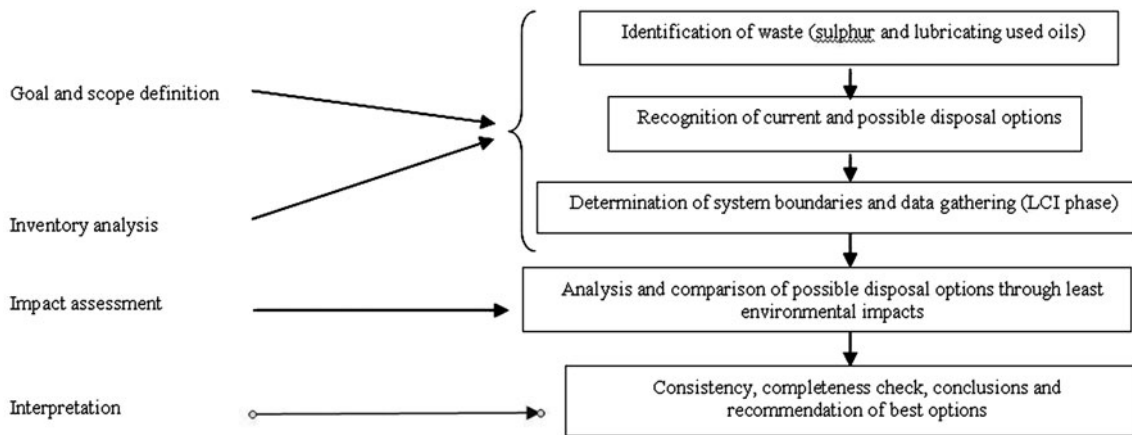 Identification of waste (sulphur and lubricating used oils)
Goal and scope definition
Recognition of current and possible disposal options
Determination of system boundaries and data gathering (LCI phase)
Inventory analysis
Impact assessment
Analysis and comparison of possible disposal options through least
environmental impacts
Interpretation
Consistency, completeness check, conclusions and
recommendation of best options